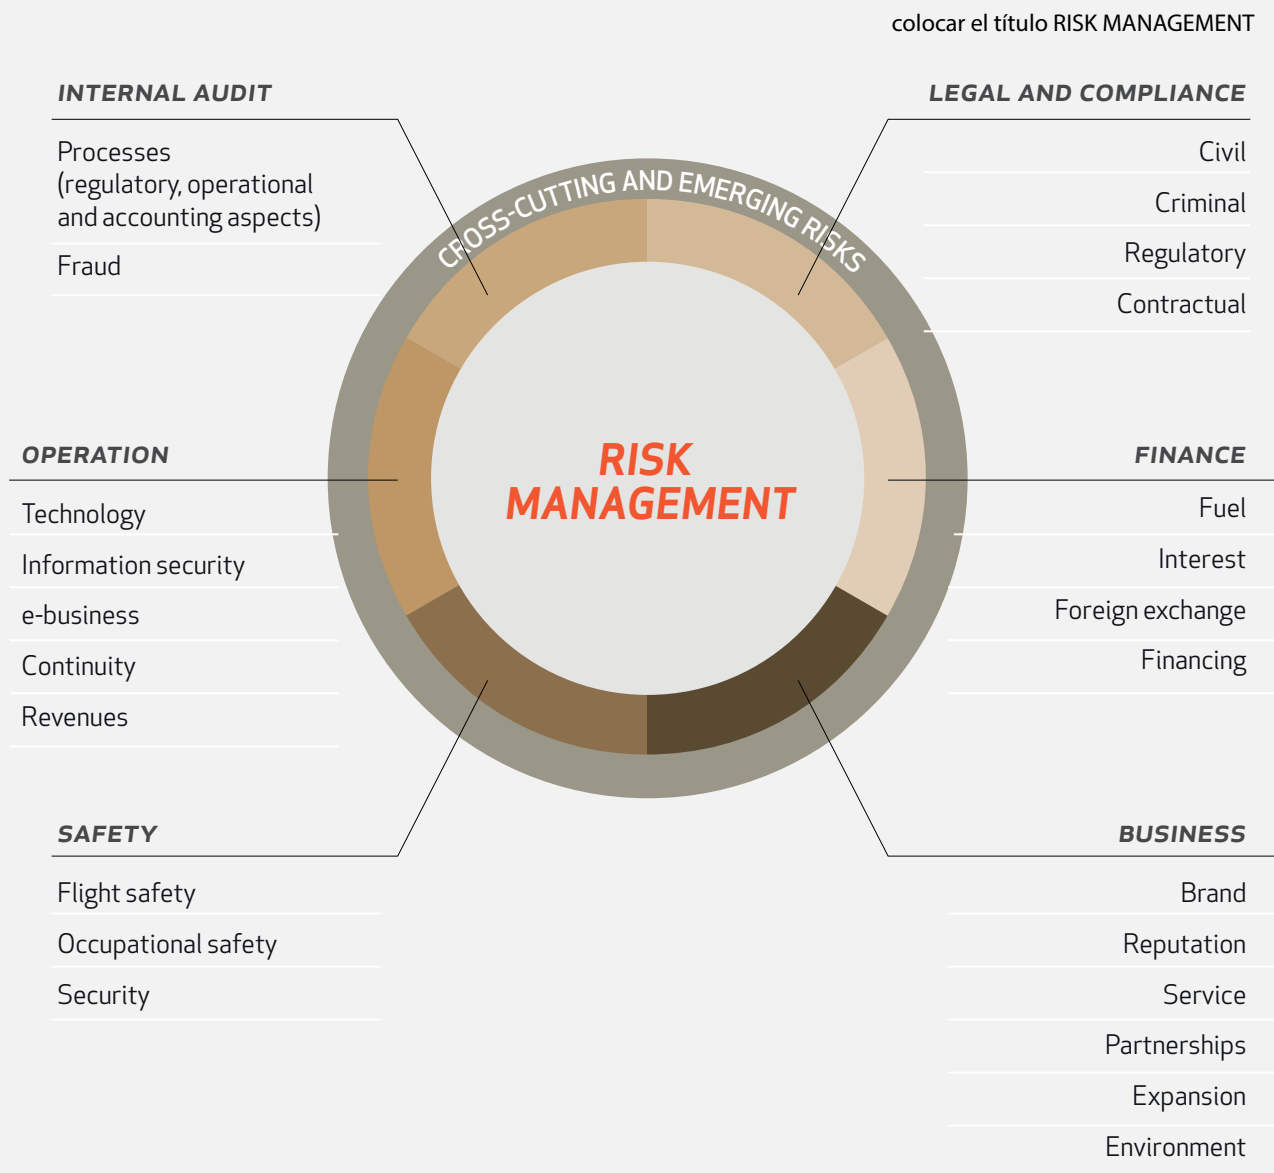 colocar el título RISK MANAGEMENT
INTERNAL AUDIT
Processes
(regulatory, operational
and accounting aspects)
Fraud
LEGAL AND COMPLIANCE
Civil
Criminal
Regulatory
Contractual
CROSS-CUTTING AND EMERGING RISKS
RISK
MANAGEMENT
OPERATION
Technology
Information security
e-business
Continuity
Revenues
FINANCE
Fuel
Interest
Foreign exchange
Financing
SAFETY
Flight safety
Occupational safety
Security
BUSINESS
Brand
Reputation
Service
Partnerships
Expansion
Environment